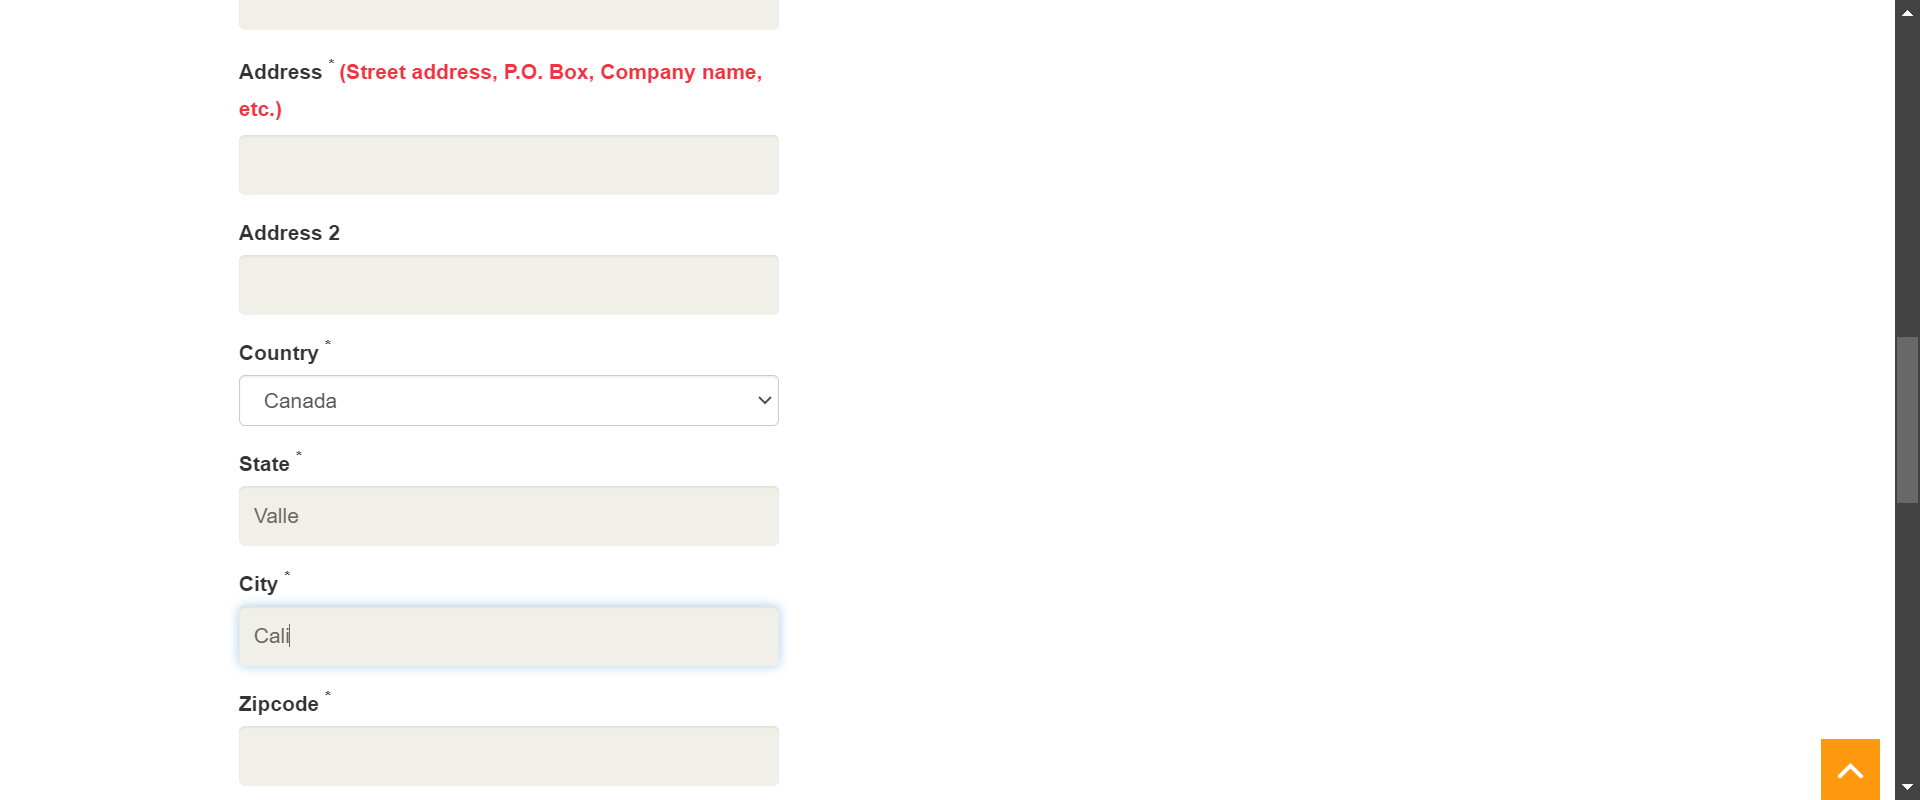 Address * (Street address, P.O. Box, Company name,
etc.)
Address 2
Country *
Canada
State *
Valle
City *
Cali
Zipcode *